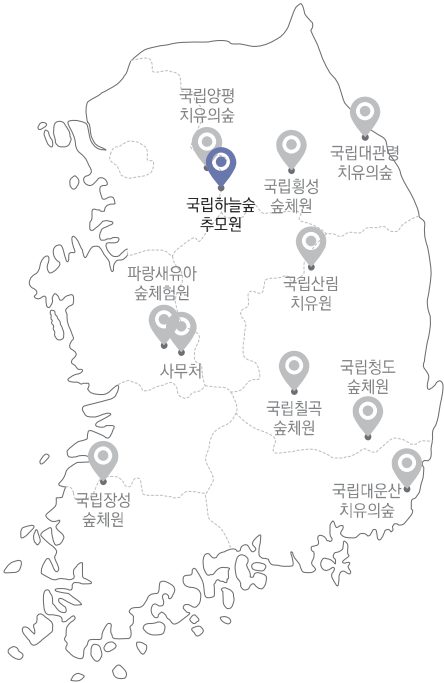 국립양평
치유의숲
국립대관령
치유의숲
국립횡성
숲체원
국립하늘숲
추모원
파랑새유아
숲체험원
국립산림
치유원
사무처
국립칠곡
숲체원
국립청도
숲체원
국립장성
숲체원
국립대운산
치유의숲